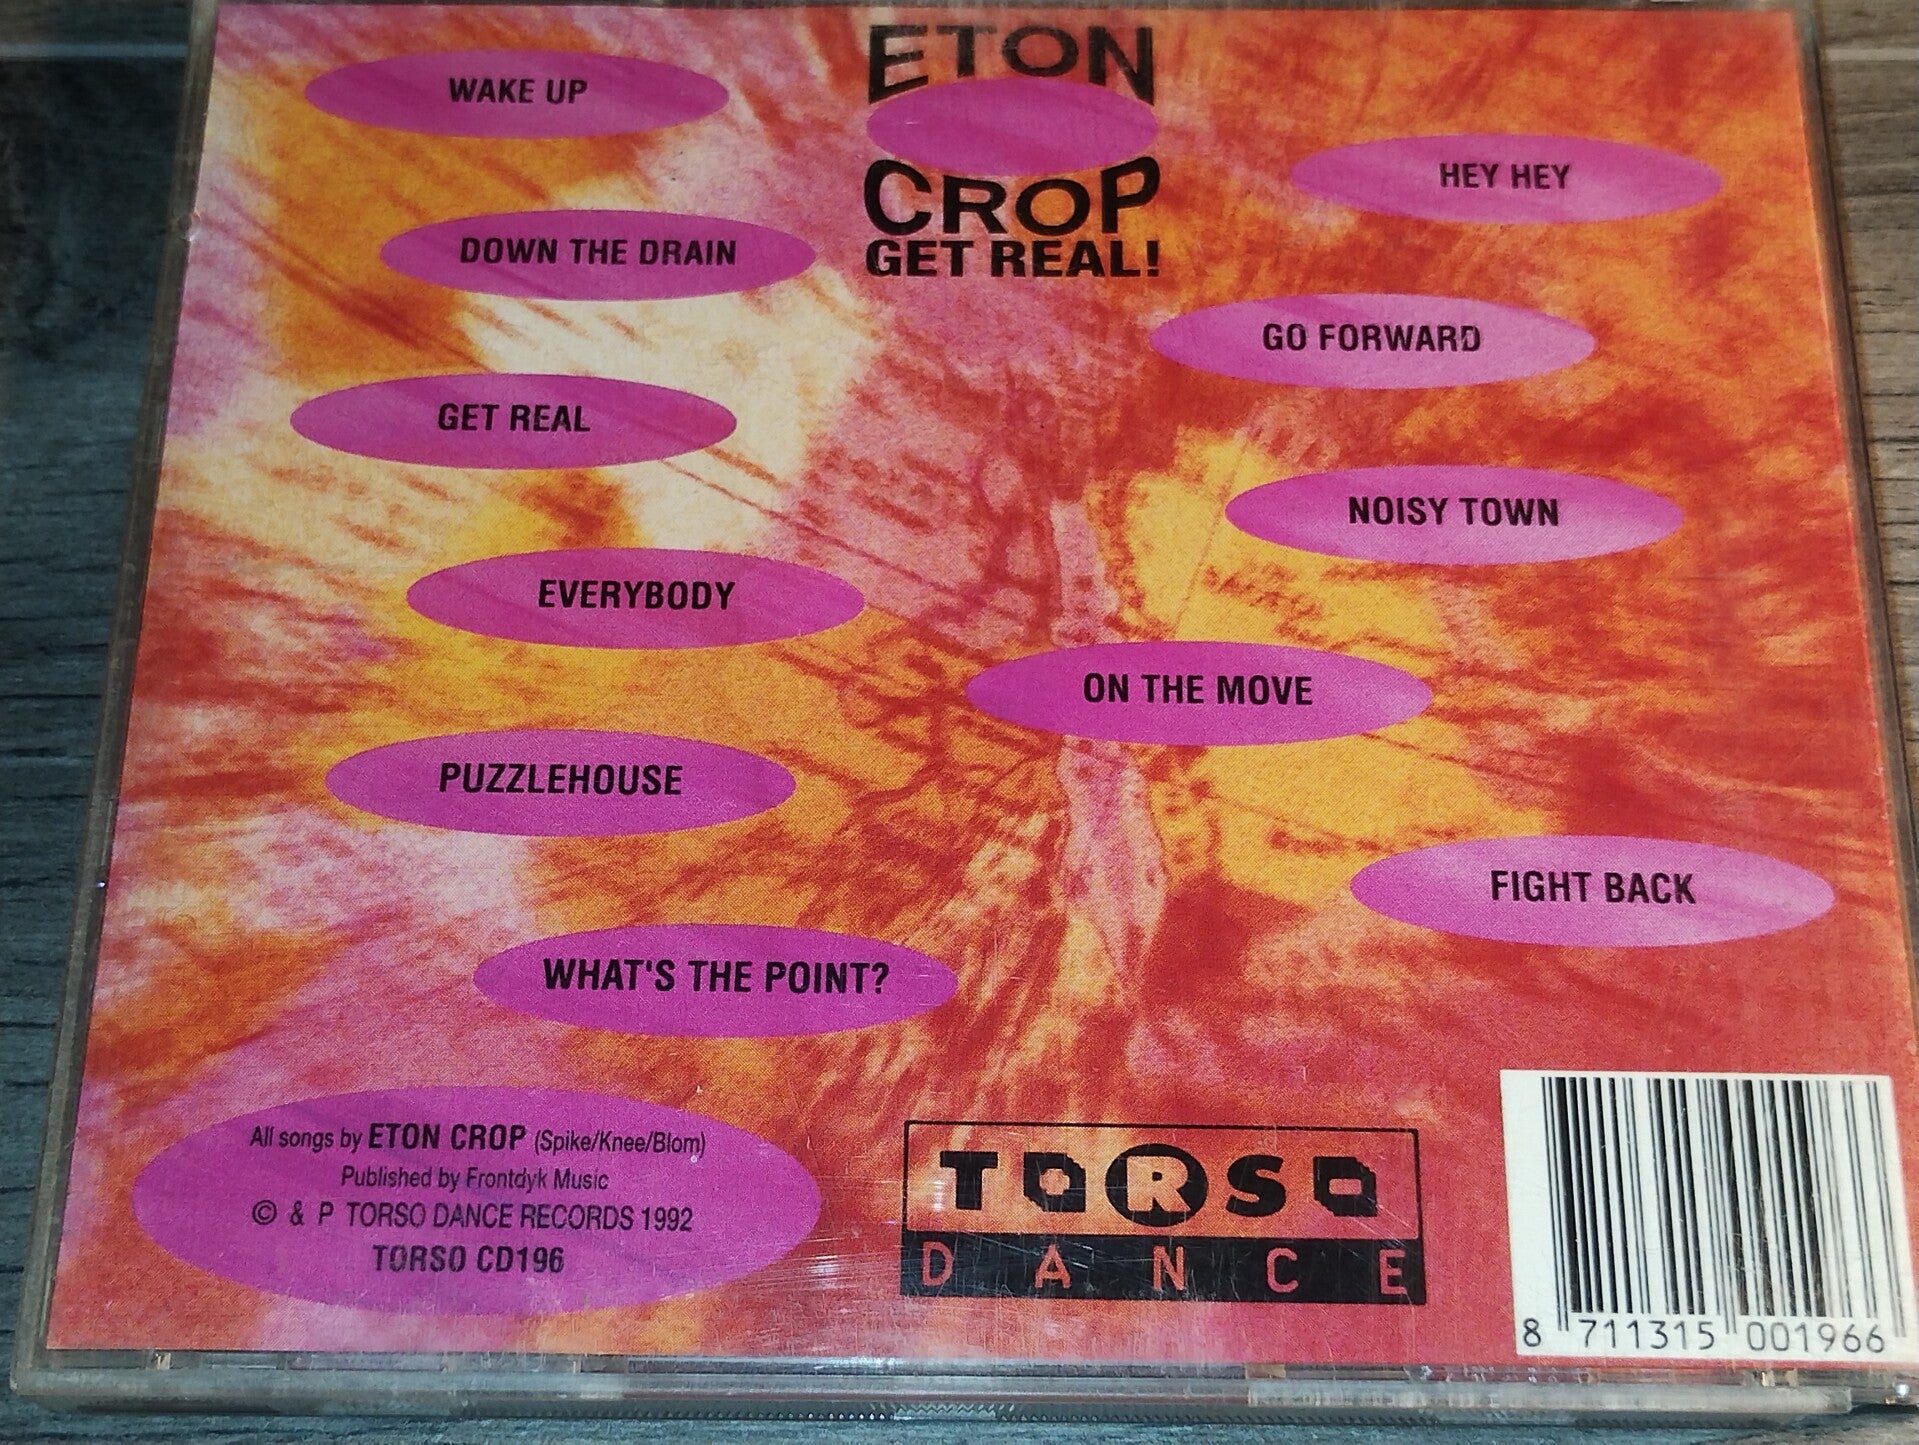 ETON
CROP
GET REAL!
WAKE UP
DOWN THE DRAIN
GET REAL
EVERYBODY
PUZZLEHOUSE
WHAT'S THE POINT?
HEY HEY
GO FORWARD
NOISY TOWN
ON THE MOVE
FIGHT BACK
All songs by ETON CROP (Spike/Knee/Blom)
Published by Frontdyk Music
© & P TORSO DANCE RECORDS 1992
TORSO CD196
TORSO
DANCE
8 711315 001966